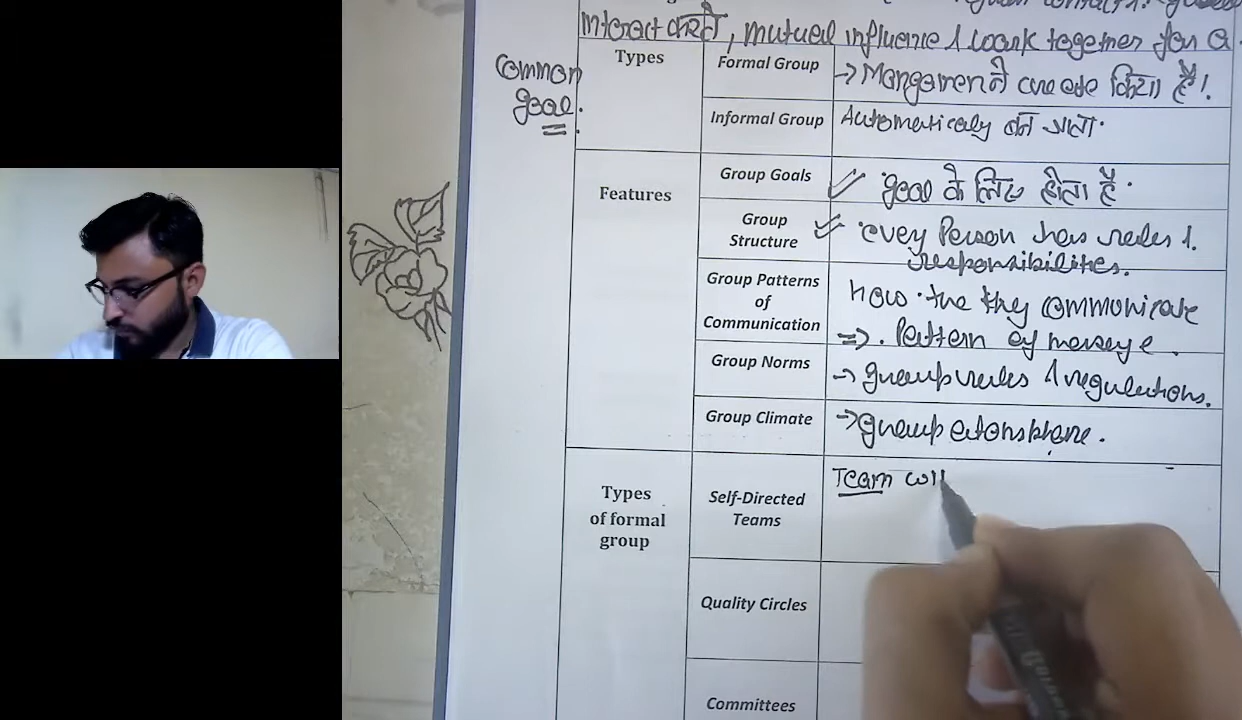 interact करते, mutual influence & work together for a
common
goal.
Types
Formal Group
→ Mangement ने create किया है।
Informal Group
Automatically बन जाता.
Features
Group Goals
goal के लिए होता है.
Group
Structure
every Person has rules &
responsibilities.
Group Patterns
of
Communication
how the they communicate
=> . Pattern of message.
Group Norms
→ group rules & regulations.
Group Climate
→ group
Types
of formal
group
Self-Directed
Teams
Team wil
Quality Circles
Committees